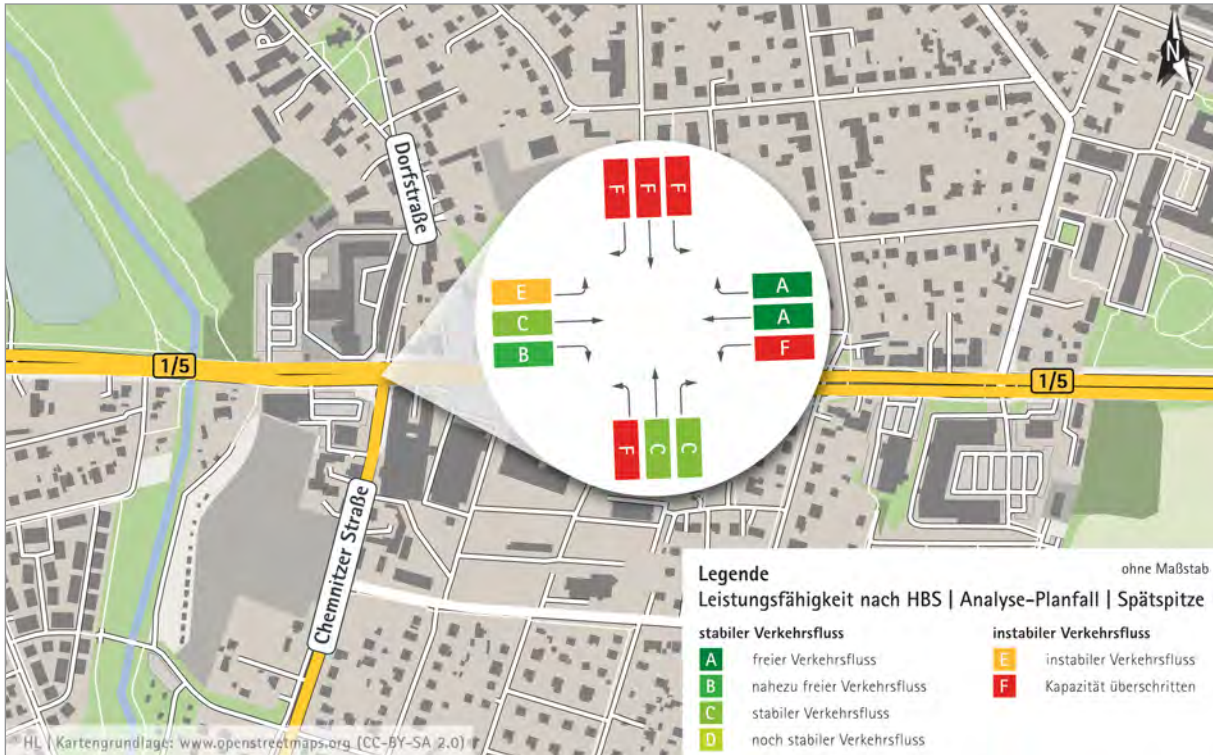 N
Dorfstraße
F F F
E
C
B
A
A
F
F C C
1/5
1/5
Chemnitzer Straße
Legende
ohne Maßstab
Leistungsfähigkeit nach HBS | Analyse-Planfall | Spätspitze
stabiler Verkehrsfluss
instabiler Verkehrsfluss
A freier Verkehrsfluss
E instabiler Verkehrsfluss
B nahezu freier Verkehrsfluss
F Kapazität überschritten
C stabiler Verkehrsfluss
D noch stabiler Verkehrsfluss
HL | Kartengrundlage: www.openstreetmaps.org (CC-BY-SA 2.0)